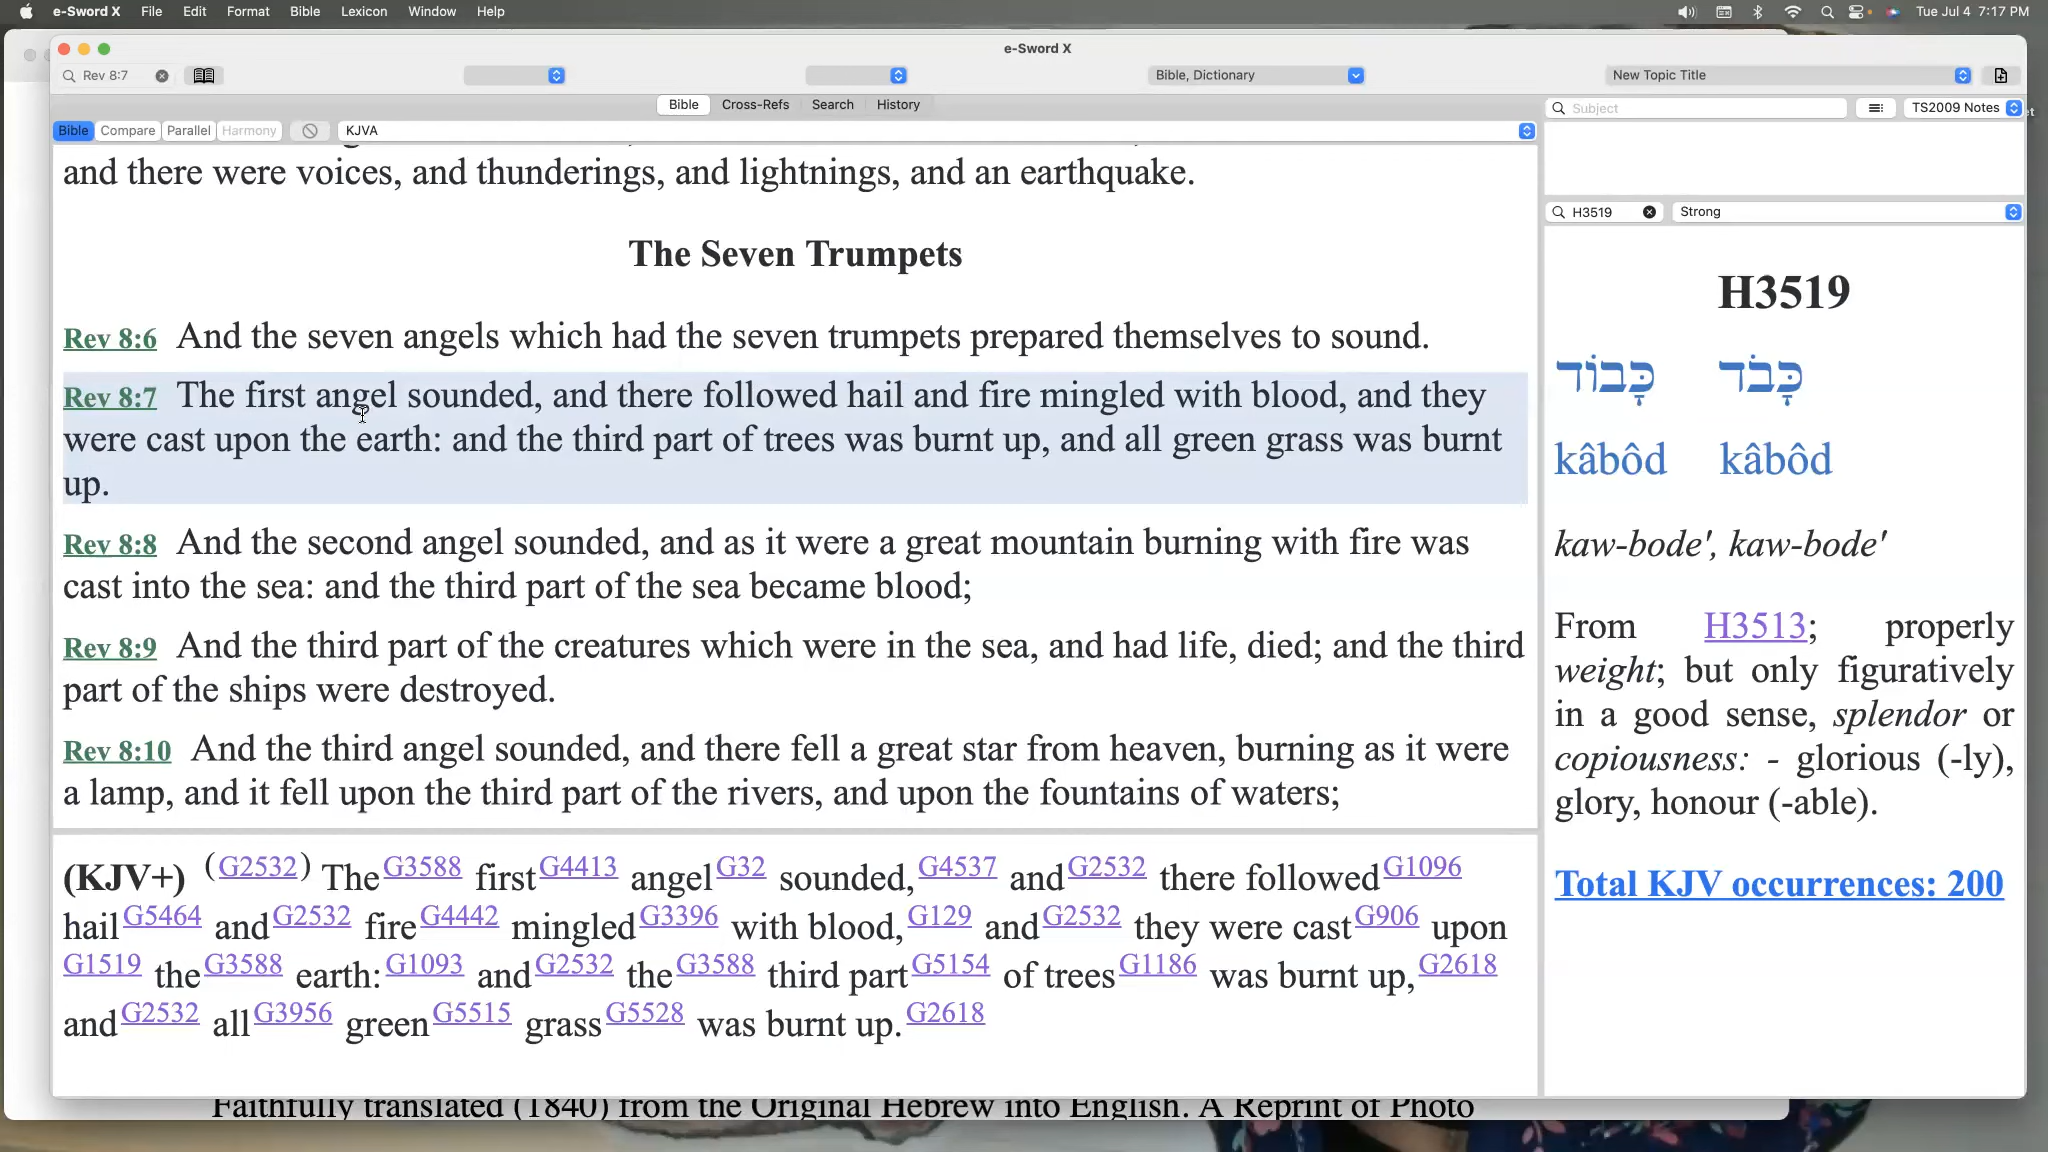 e-Sword X File Edit Format Bible Lexicon Window Help
Tue Jul 4 7:17 PM
e-Sword X
Rev 8:7
Bible, Dictionary
New Topic Title
Bible Cross-Refs Search History
Bible Compare Parallel Harmony
KJVA
and there were voices, and thunderings, and lightnings, and an earthquake.
The Seven Trumpets
Rev 8:6 And the seven angels which had the seven trumpets prepared themselves to sound.
Rev 8:7 The first angel sounded, and there followed hail and fire mingled with blood, and they
were cast upon the earth: and the third part of trees was burnt up, and all green grass was burnt
up.
Rev 8:8 And the second angel sounded, and as it were a great mountain burning with fire was
cast into the sea: and the third part of the sea became blood;
Rev 8:9 And the third part of the creatures which were in the sea, and had life, died; and the third
part of the ships were destroyed.
Rev 8:10 And the third angel sounded, and there fell a great star from heaven, burning as it were
a lamp, and it fell upon the third part of the rivers, and upon the fountains of waters;
(KJV+) (G2532) The G3588 first G4413 angel G32 sounded, G4537 and G2532 there followed G1096
hail G5464 and G2532 fire G4442 mingled G3396 with blood, G129 and G2532 they were cast G906 upon
G1519 the G3588 earth: G1093 and G2532 the G3588 third part G5154 of trees G1186 was burnt up, G2618
and G2532 all G3956 green G5515 grass G5528 was burnt up. G2618
Subject
TS2009 Notes
H3519
Strong
H3519
כָּבוֹד כָּבֹד
kâbôd kâbôd
kaw-bode', kaw-bode'
From H3513; properly
weight; but only figuratively
in a good sense, splendor or
copiousness: - glorious (-ly),
glory, honour (-able).
Total KJV occurrences: 200
Faithfully translated (1840) from the Original Hebrew into English. A Reprint of Photo